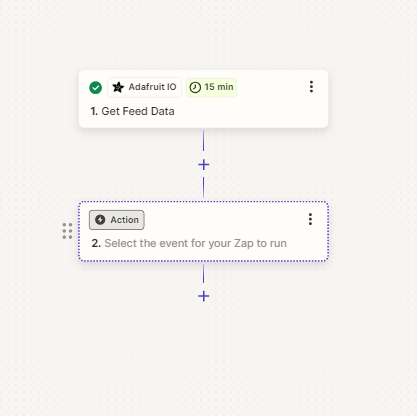 Adafruit IO 15 min
1. Get Feed Data
+
Action
2. Select the event for your Zap to run
+